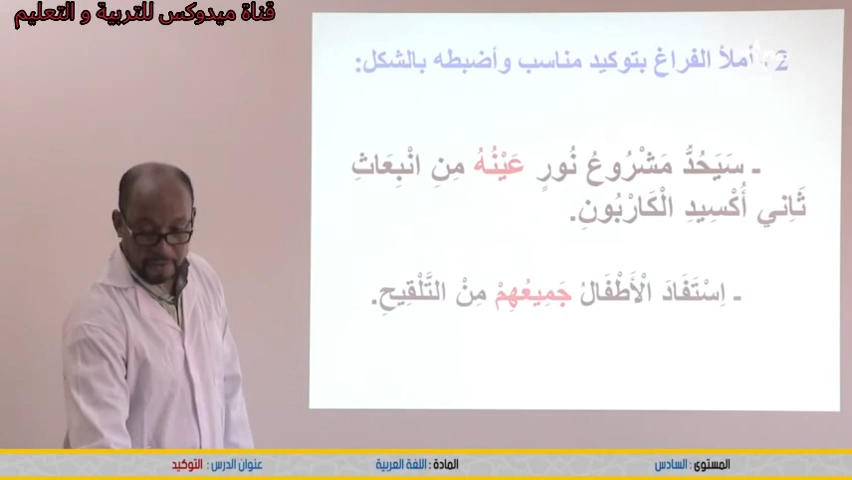 قناة ميدوكس للتربية و التعليم
2 ـ أملأ الفراغ بتوكيد مناسب وأضبطه بالشكل:
ـ سَيَحُدُّ مَشْرُوعُ نُورٍ عَيْنُهُ مِنِ انْبِعَاثِ
ثَانِي أُكْسِيدِ الْكَارْبُونِ.
ـ اِسْتَفَادَ الْأَطْفَالُ جَمِيعُهِمْ مِنْ التَّلْقِيحِ.
المستوى : السادس المادة : اللغة العربية عنوان الدرس : التوكيد